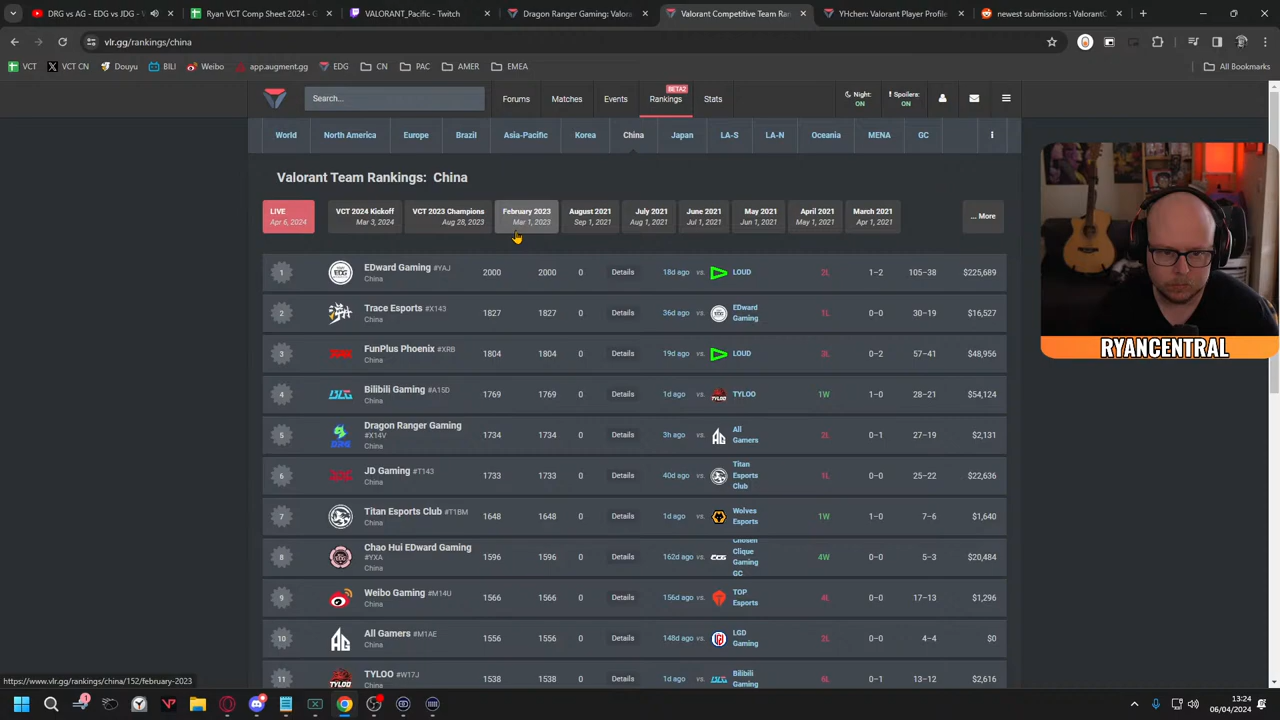 DRG vs AG - EDG vs JDG - W
Ryan VCT Comp Sheet 2024 - G
VALORANT_Pacific - Twitch
Dragon Ranger Gaming: Valora
Valorant Competitive Team Ran
YHchen: Valorant Player Profile
newest submissions : ValorantC
vlr.gg/rankings/china
VCT
VCT CN
Douyu
BILI
Weibo
app.augment.gg
EDG
CN
PAC
AMER
EMEA
All Bookmarks
Search...
Forums
Matches
Events
BETA2
Rankings
Stats
Night:
ON
Spoilers:
ON
World
North America
Europe
Brazil
Asia-Pacific
Korea
China
Japan
LA-S
LA-N
Oceania
MENA
GC
Valorant Team Rankings: China
LIVE
Apr 6, 2024
VCT 2024 Kickoff
Mar 3, 2024
VCT 2023 Champions
Aug 28, 2023
February 2023
Mar 1, 2023
August 2021
Sep 1, 2021
July 2021
Aug 1, 2021
June 2021
Jul 1, 2021
May 2021
Jun 1, 2021
April 2021
May 1, 2021
March 2021
Apr 1, 2021
... More
1 EDward Gaming #YAJ China 2000 2000 0 Details 18d ago vs. LOUD 2L 1–2 105–38 $225,689
2 Trace Esports #X143 China 1827 1827 0 Details 36d ago vs. EDward Gaming 1L 0–0 30–19 $16,527
3 FunPlus Phoenix #XR8 China 1804 1804 0 Details 19d ago vs. LOUD 3L 0–2 57–41 $48,956
4 Bilibili Gaming #A15D China 1769 1769 0 Details 1d ago vs. TYLOO 1W 1–0 28–21 $54,124
5 Dragon Ranger Gaming #X14V China 1734 1734 0 Details 3h ago vs. All Gamers 2L 0–1 27–19 $2,131
6 JD Gaming #T143 China 1733 1733 0 Details 40d ago vs. Titan Esports Club 1L 0–0 25–22 $22,636
7 Titan Esports Club #T1BM China 1648 1648 0 Details 1d ago vs. Wolves Esports 1W 1–0 7–6 $1,640
8 Chao Hui EDward Gaming #YXA China 1596 1596 0 Details 162d ago vs. Chosen Clique Gaming GC 4W 0–0 5–3 $20,484
9 Weibo Gaming #M14U China 1566 1566 0 Details 156d ago vs. TOP Esports 4L 0–0 17–13 $1,296
10 All Gamers #M1AE China 1556 1556 0 Details 148d ago vs. LGD Gaming 2L 0–0 4–4 $0
11 TYLOO #W17J 1538 1538 0 Details 1d ago vs. Bilibili Gaming 6L 0–1 13–12 $2,616
RYANCENTRAL
https://www.vlr.gg/rankings/china/152/february-2023
13:24
06/04/2024